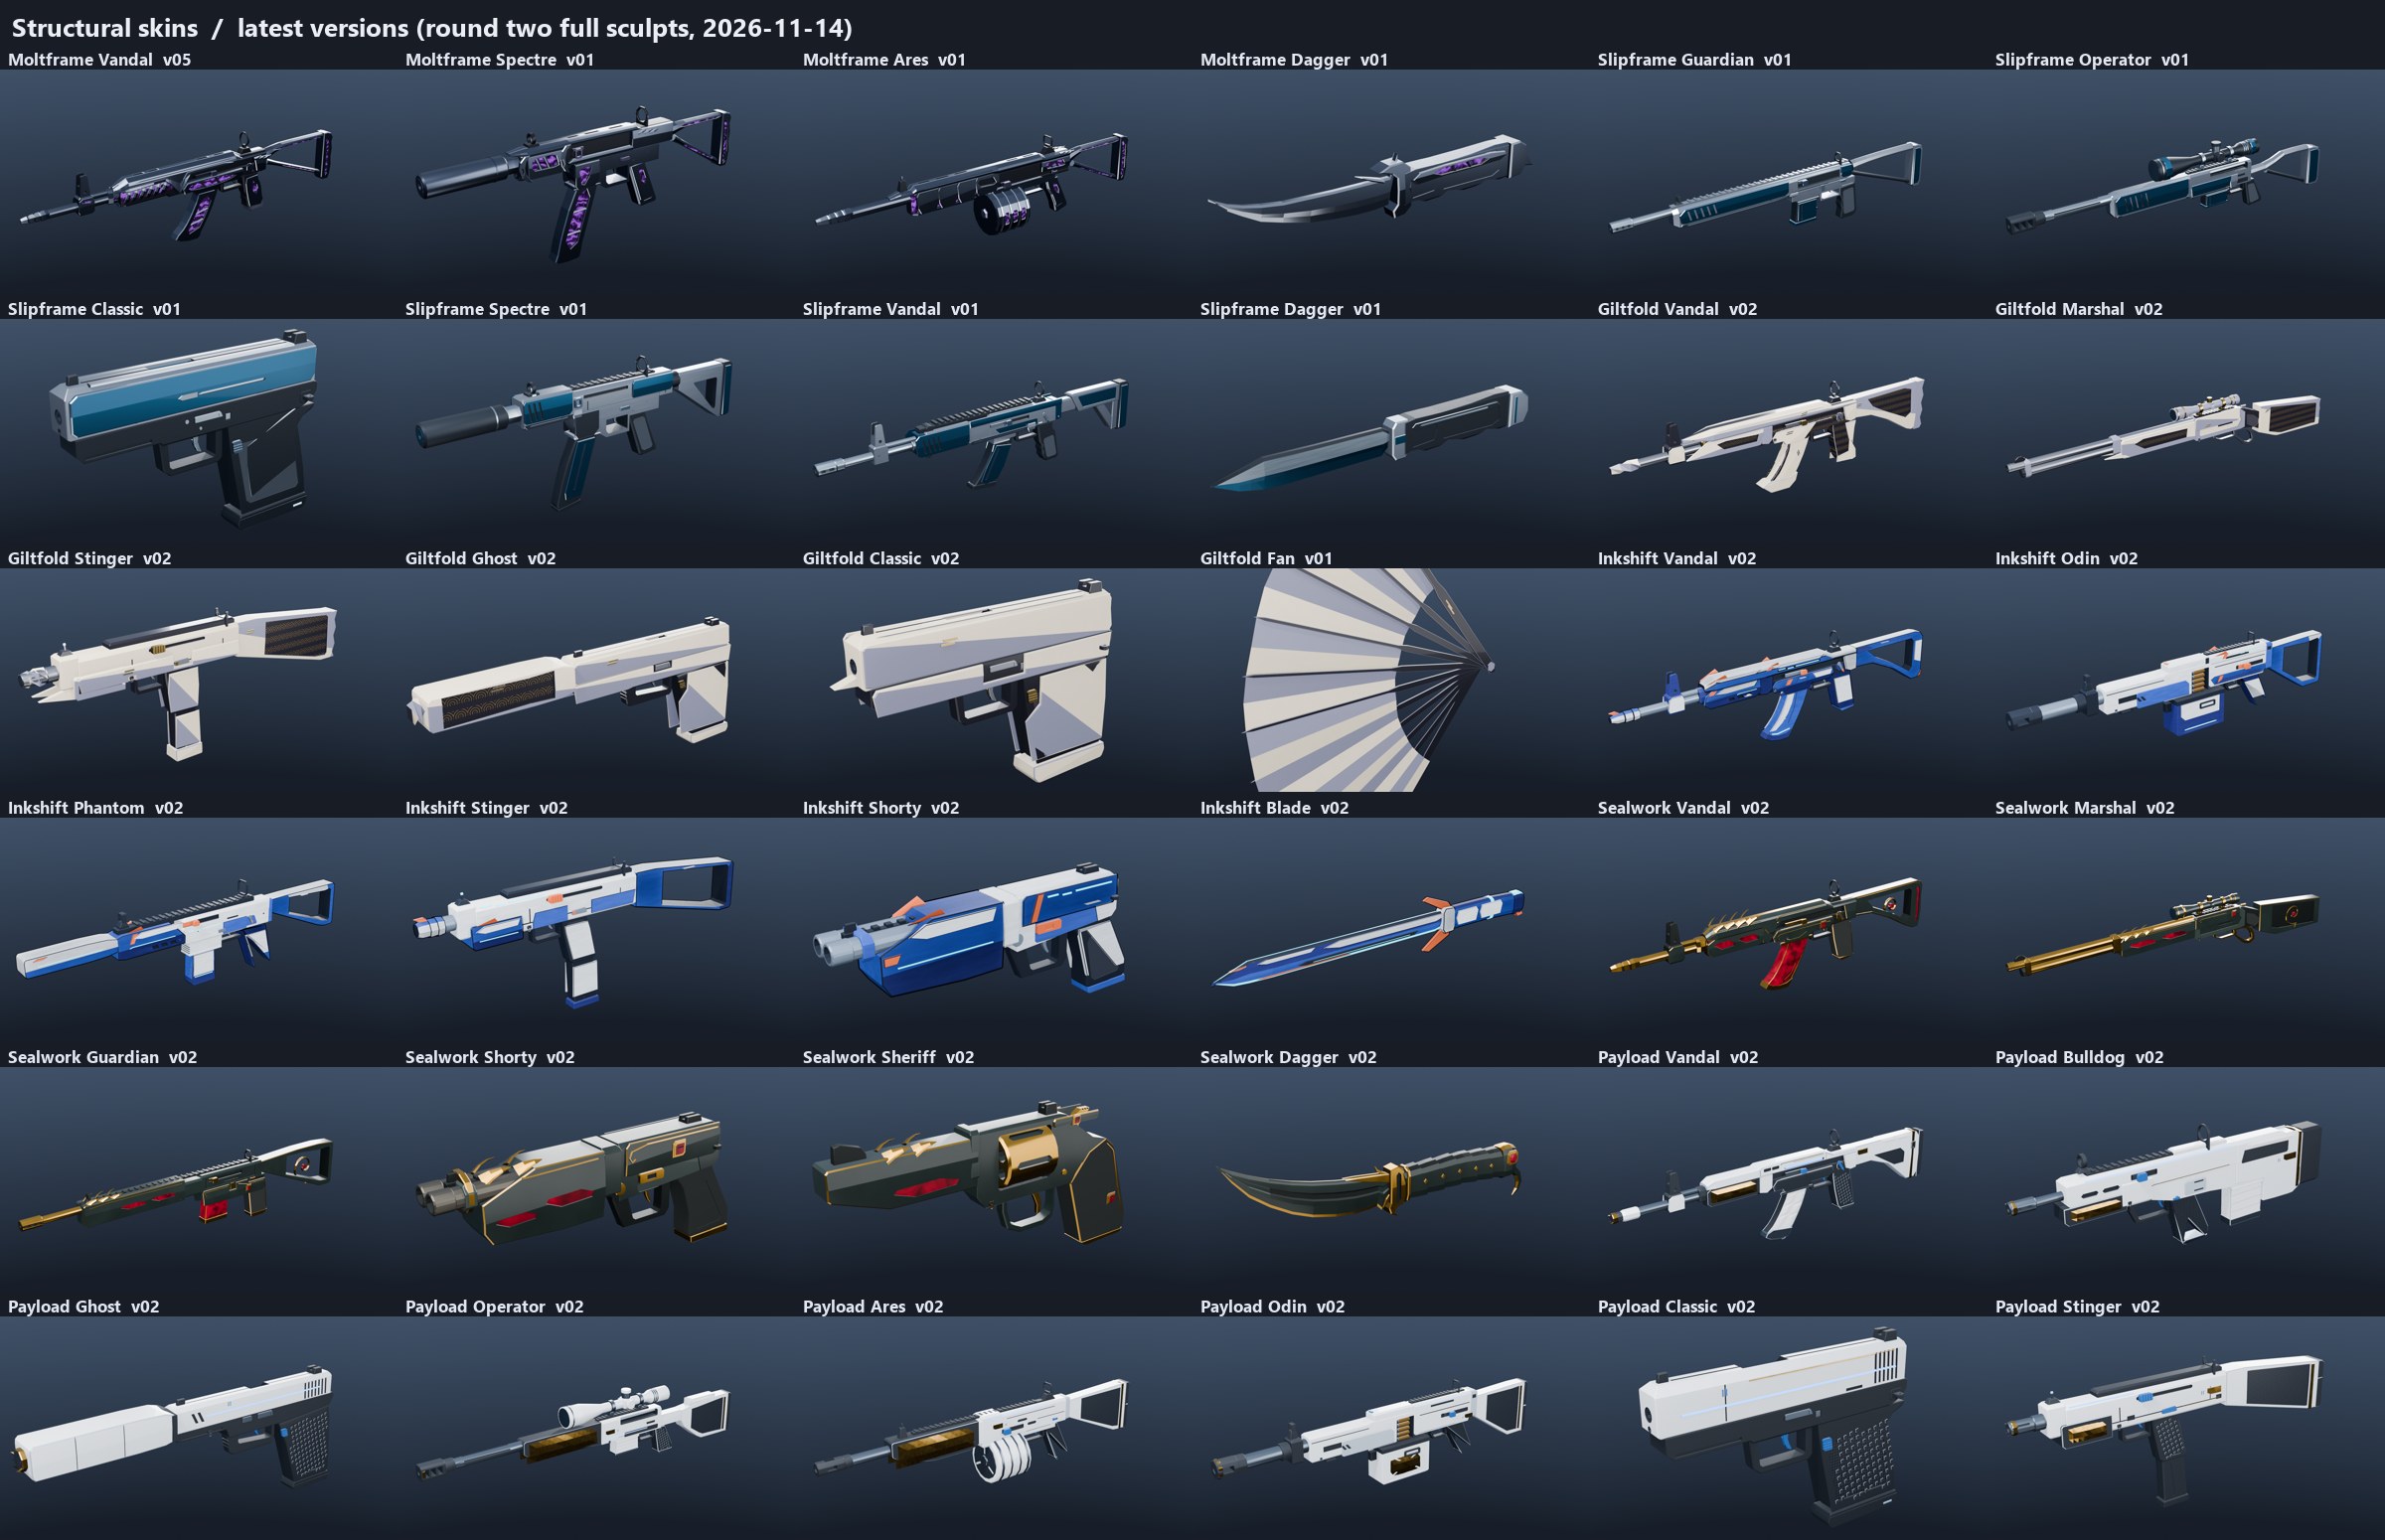 Structural skins / latest versions (round two full sculpts, 2026-11-14)
Moltframe Vandal v05
Moltframe Spectre v01
Moltframe Ares v01
Moltframe Dagger v01
Slipframe Guardian v01
Slipframe Operator v01
Slipframe Classic v01
Slipframe Spectre v01
Slipframe Vandal v01
Slipframe Dagger v01
Giltfold Vandal v02
Giltfold Marshal v02
Giltfold Stinger v02
Giltfold Ghost v02
Giltfold Classic v02
Giltfold Fan v01
Inkshift Vandal v02
Inkshift Odin v02
Inkshift Phantom v02
Inkshift Stinger v02
Inkshift Shorty v02
Inkshift Blade v02
Sealwork Vandal v02
Sealwork Marshal v02
Sealwork Guardian v02
Sealwork Shorty v02
Sealwork Sheriff v02
Sealwork Dagger v02
Payload Vandal v02
Payload Bulldog v02
Payload Ghost v02
Payload Operator v02
Payload Ares v02
Payload Odin v02
Payload Classic v02
Payload Stinger v02